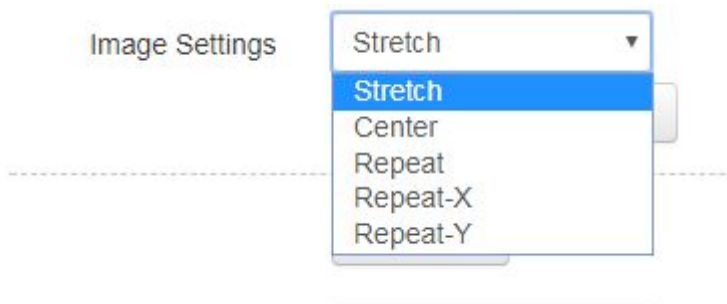 Image Settings Stretch
Stretch
Center
Repeat
Repeat-X
Repeat-Y